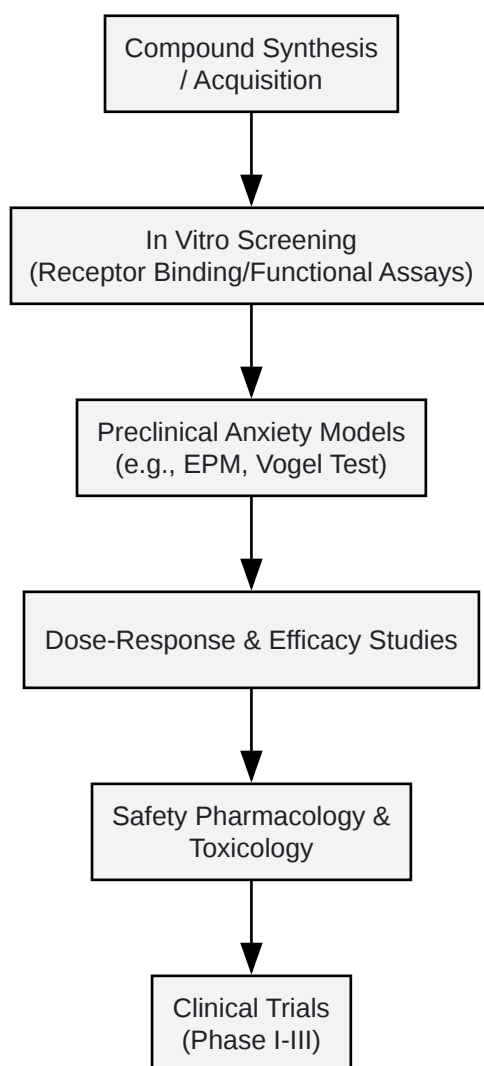 Compound Synthesis
/ Acquisition
In Vitro Screening
(Receptor Binding/Functional Assays)
Preclinical Anxiety Models
(e.g., EPM, Vogel Test)
Dose-Response & Efficacy Studies
Safety Pharmacology &
Toxicology
Clinical Trials
(Phase I-III)